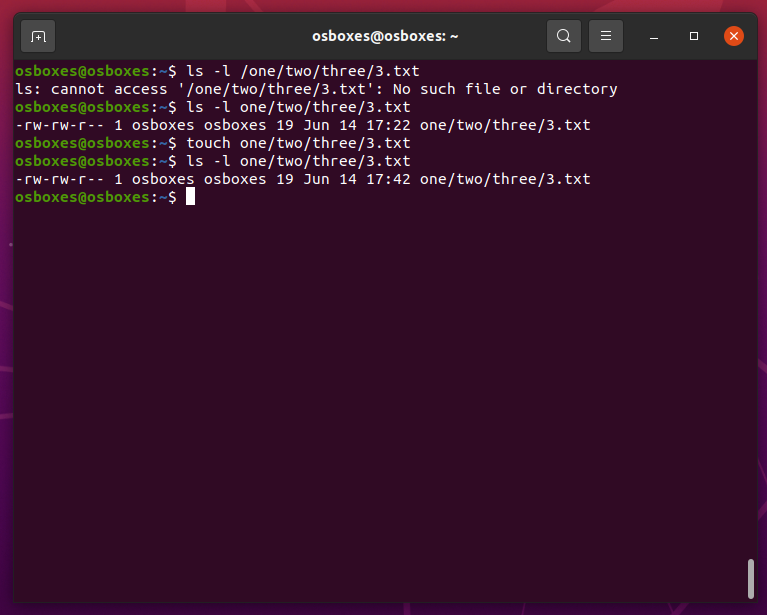 osboxes@osboxes: ~
osboxes@osboxes:~$ ls -l /one/two/three/3.txt
ls: cannot access '/one/two/three/3.txt': No such file or directory
osboxes@osboxes:~$ ls -l one/two/three/3.txt
-rw-rw-r-- 1 osboxes osboxes 19 Jun 14 17:22 one/two/three/3.txt
osboxes@osboxes:~$ touch one/two/three/3.txt
osboxes@osboxes:~$ ls -l one/two/three/3.txt
-rw-rw-r-- 1 osboxes osboxes 19 Jun 14 17:42 one/two/three/3.txt
osboxes@osboxes:~$